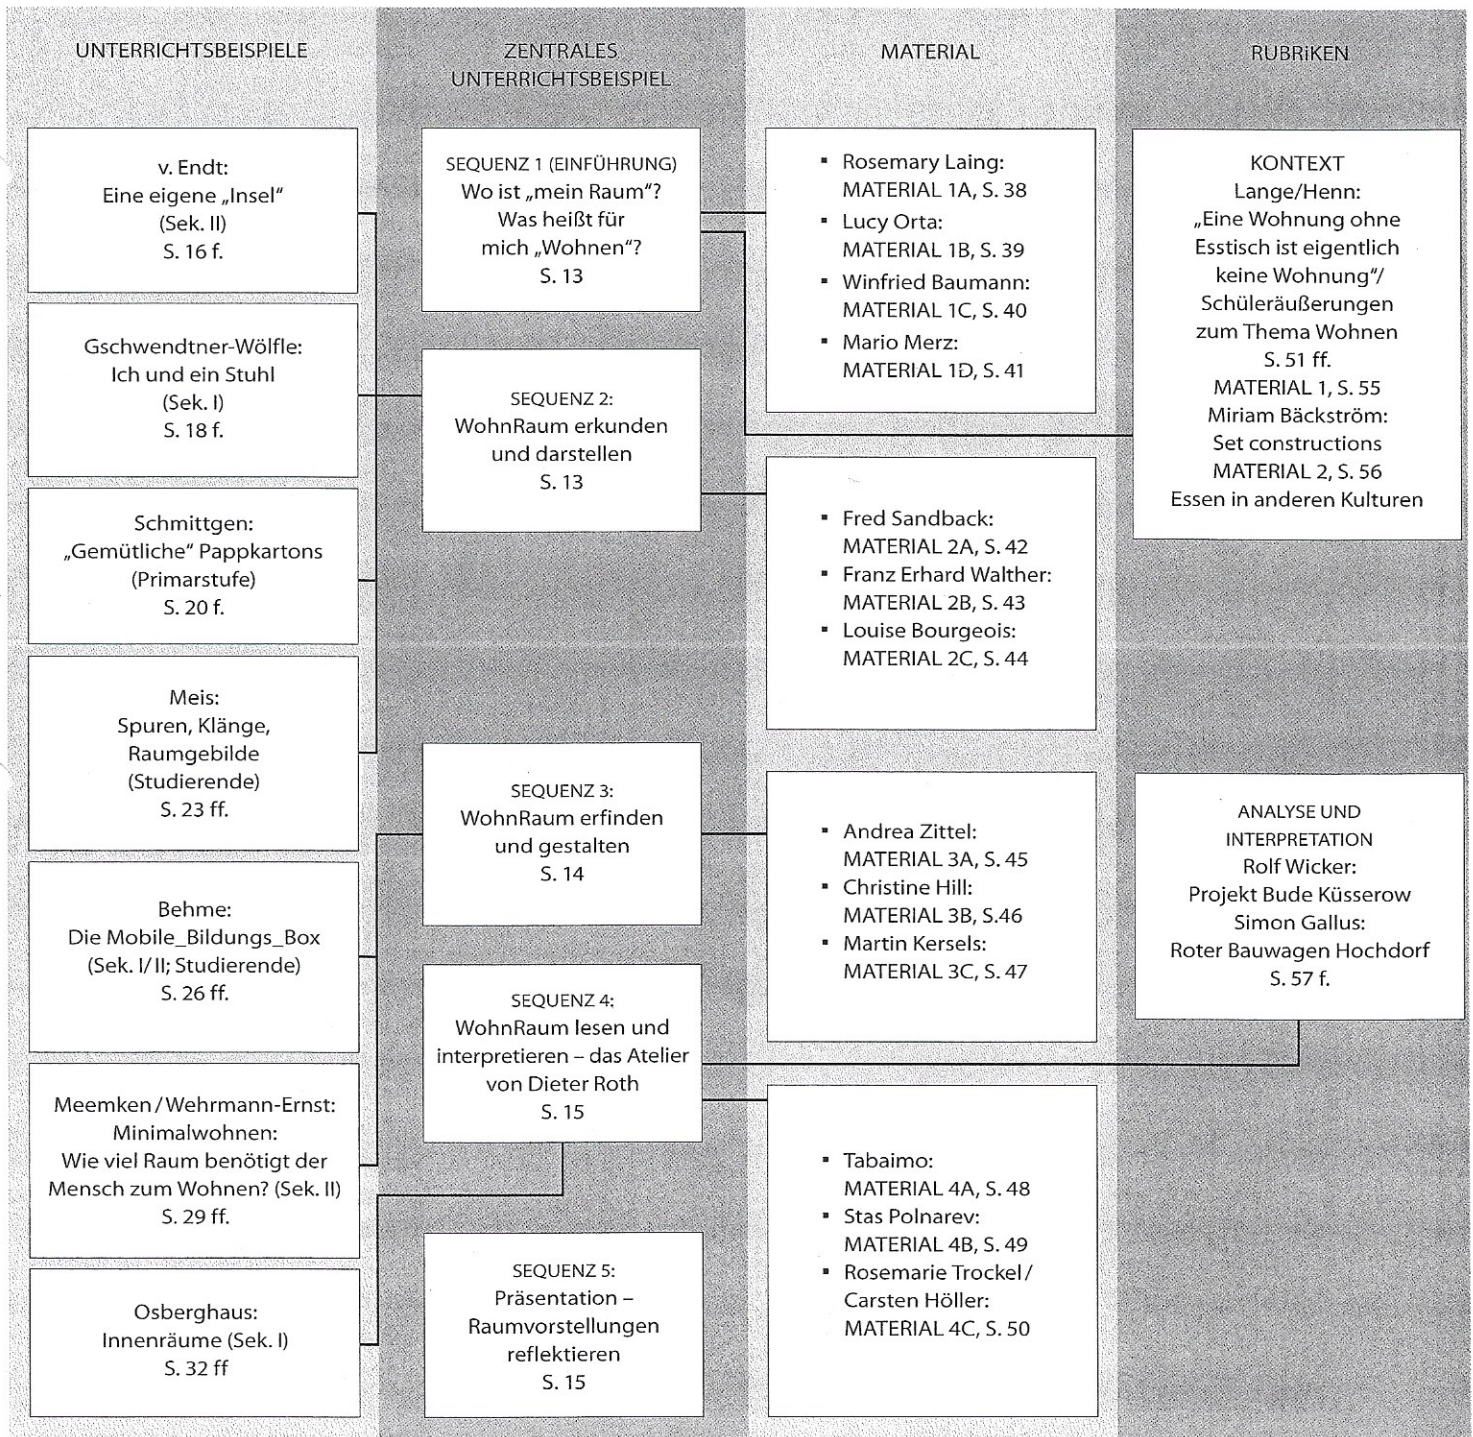 UNTERRICHTSBEISPIELE
v. Endt:
Eine eigene „Insel“
(Sek. II)
S. 16 f.
Gschwendtner-Wölfle:
Ich und ein Stuhl
(Sek. I)
S. 18 f.
Schmittgen:
„Gemütliche“ Pappkartons
(Primarstufe)
S. 20 f.
Meis:
Spuren, Klänge,
Raumgebilde
(Studierende)
S. 23 ff.
Behme:
Die Mobile_Bildungs_Box
(Sek. I/II; Studierende)
S. 26 ff.
Meemken/Wehrmann-Ernst:
Minimalwohnen:
Wie viel Raum benötigt der
Mensch zum Wohnen? (Sek. II)
S. 29 ff.
Osberghaus:
Innenräume (Sek. I)
S. 32 ff
ZENTRALES
UNTERRICHTSBEISPIEL
SEQUENZ 1 (EINFÜHRUNG)
Wo ist „mein Raum“?
Was heißt für
mich „Wohnen“?
S. 13
SEQUENZ 2:
WohnRaum erkunden
und darstellen
S. 13
SEQUENZ 3:
WohnRaum erfinden
und gestalten
S. 14
SEQUENZ 4:
WohnRaum lesen und
interpretieren – das Atelier
von Dieter Roth
S. 15
SEQUENZ 5:
Präsentation –
Raumvorstellungen
reflektieren
S. 15
MATERIAL
▪ Rosemary Laing:
MATERIAL 1A, S. 38
▪ Lucy Orta:
MATERIAL 1B, S. 39
▪ Winfried Baumann:
MATERIAL 1C, S. 40
▪ Mario Merz:
MATERIAL 1D, S. 41
▪ Fred Sandback:
MATERIAL 2A, S. 42
▪ Franz Erhard Walther:
MATERIAL 2B, S. 43
▪ Louise Bourgeois:
MATERIAL 2C, S. 44
▪ Andrea Zittel:
MATERIAL 3A, S. 45
▪ Christine Hill:
MATERIAL 3B, S.46
▪ Martin Kersels:
MATERIAL 3C, S. 47
▪ Tabaimo:
MATERIAL 4A, S. 48
▪ Stas Polnarev:
MATERIAL 4B, S. 49
▪ Rosemarie Trockel/
Carsten Höller:
MATERIAL 4C, S. 50
RUBRiKEN
KONTEXT
Lange/Henn:
„Eine Wohnung ohne
Esstisch ist eigentlich
keine Wohnung“/
Schüleräußerungen
zum Thema Wohnen
S. 51 ff.
MATERIAL 1, S. 55
Miriam Bäckström:
Set constructions
MATERIAL 2, S. 56
Essen in anderen Kulturen
ANALYSE UND
INTERPRETATION
Rolf Wicker:
Projekt Bude Küsserow
Simon Gallus:
Roter Bauwagen Hochdorf
S. 57 f.